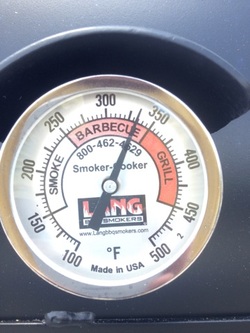 100
150
200
250
300
350
400
450
500
SMOKE
BARBECUE
GRILL
800-462-4629
Smoker-Cooker
LANG
BBQ SMOKERS
www.Langbbqsmokers.com
°F
Made in USA
2